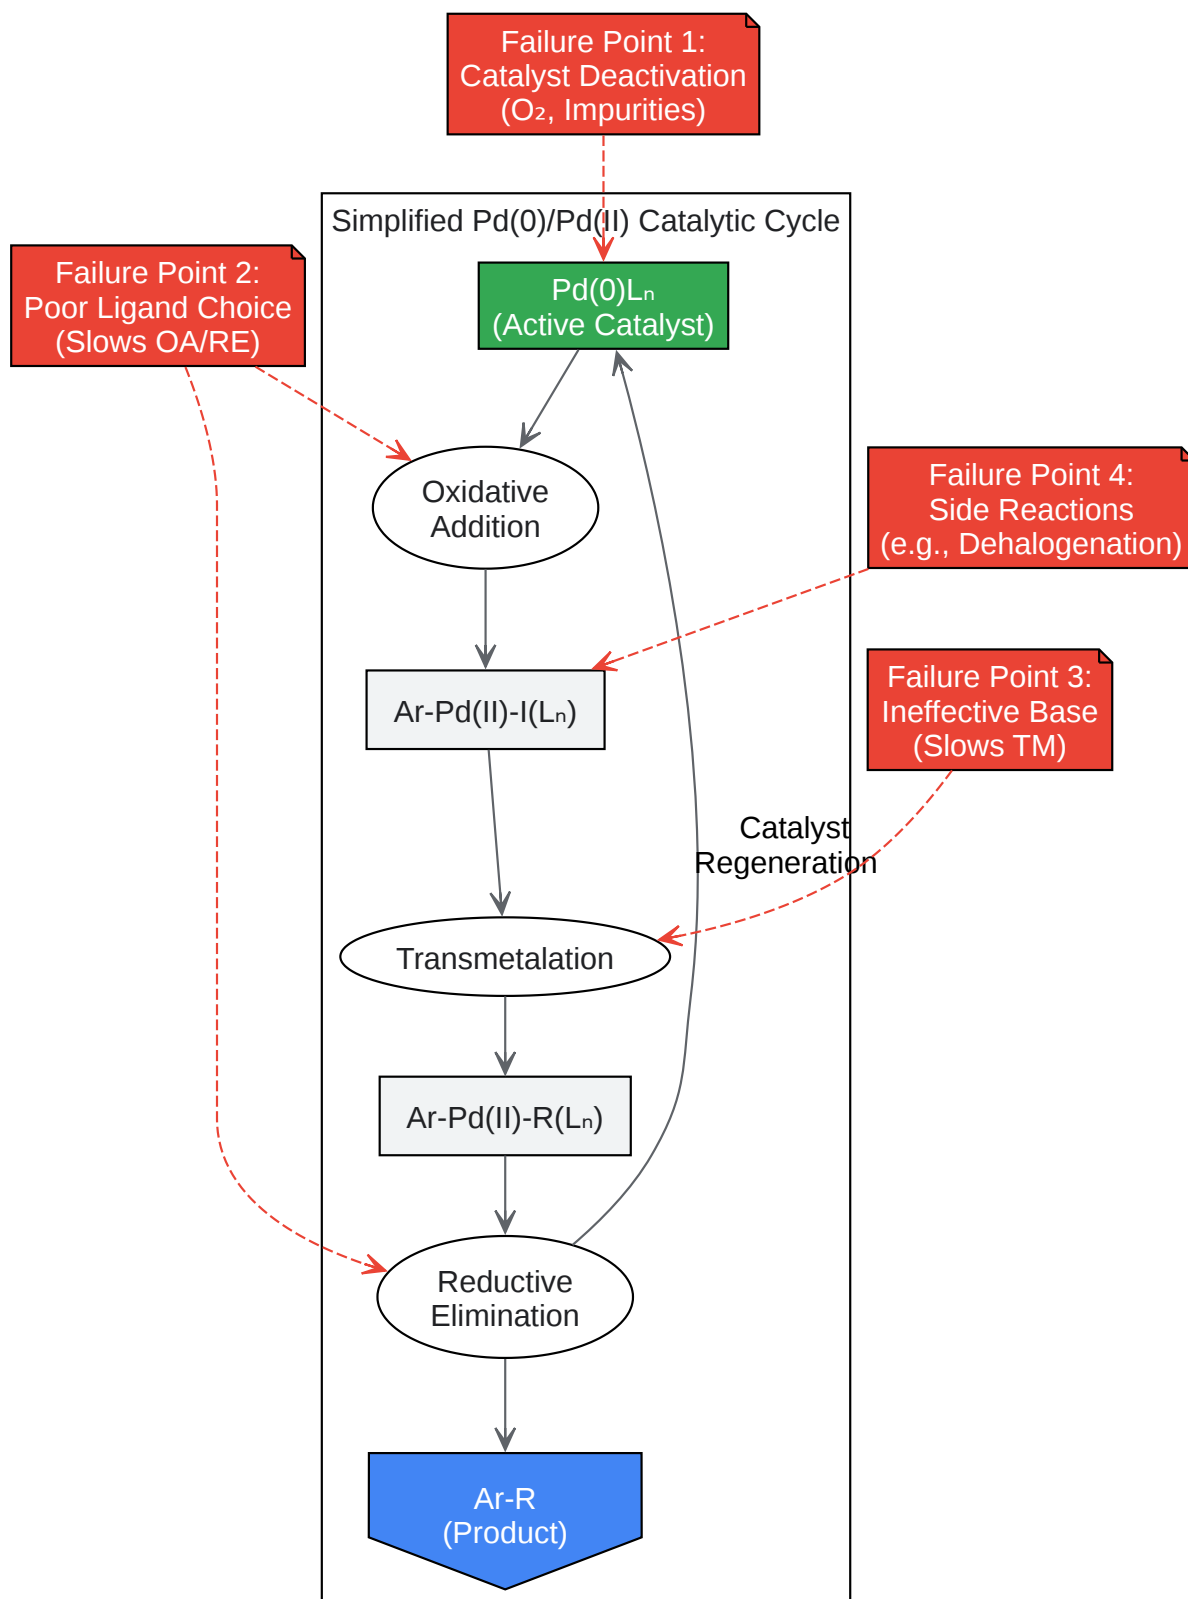 Failure Point 1:
Catalyst Deactivation
(O₂, Impurities)
Simplified Pd(0)/Pd(II) Catalytic Cycle
Failure Point 2:
Poor Ligand Choice
(Slows OA/RE)
Pd(0)Lₙ
(Active Catalyst)
Oxidative
Addition
Failure Point 4:
Side Reactions
(e.g., Dehalogenation)
Ar-Pd(II)-I(Lₙ)
Failure Point 3:
Ineffective Base
(Slows TM)
Catalyst
Regeneration
Transmetalation
Ar-Pd(II)-R(Lₙ)
Reductive
Elimination
Ar-R
(Product)